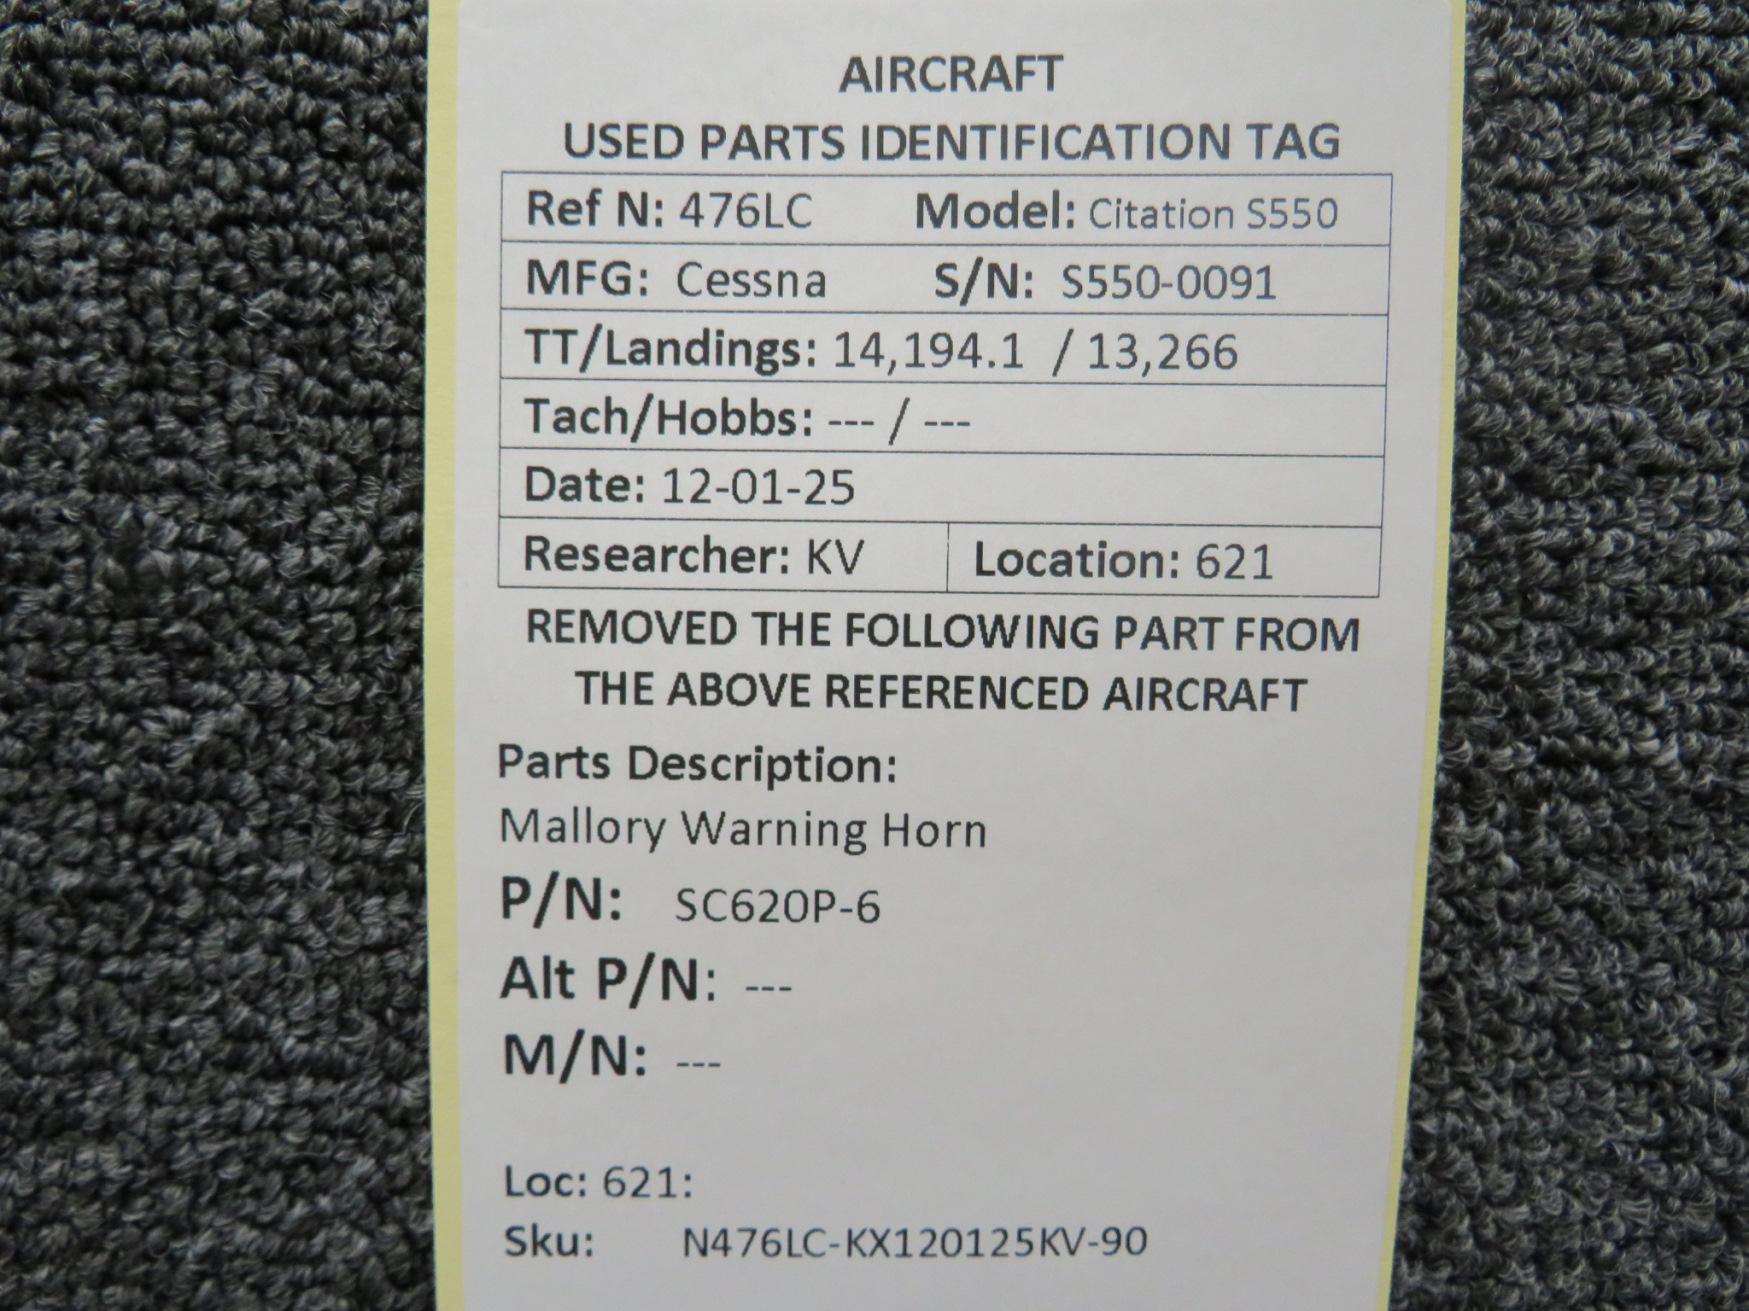 AIRCRAFT
USED PARTS IDENTIFICATION TAG
Ref N: 476LC Model: Citation S550
MFG: Cessna S/N: S550-0091
TT/Landings: 14,194.1 / 13,266
Tach/Hobbs: --- / ---
Date: 12-01-25
Researcher: KV Location: 621
REMOVED THE FOLLOWING PART FROM
THE ABOVE REFERENCED AIRCRAFT
Parts Description:
Mallory Warning Horn
P/N: SC620P-6
Alt P/N: ---
M/N: ---
Loc: 621:
Sku: N476LC-KX120125KV-90